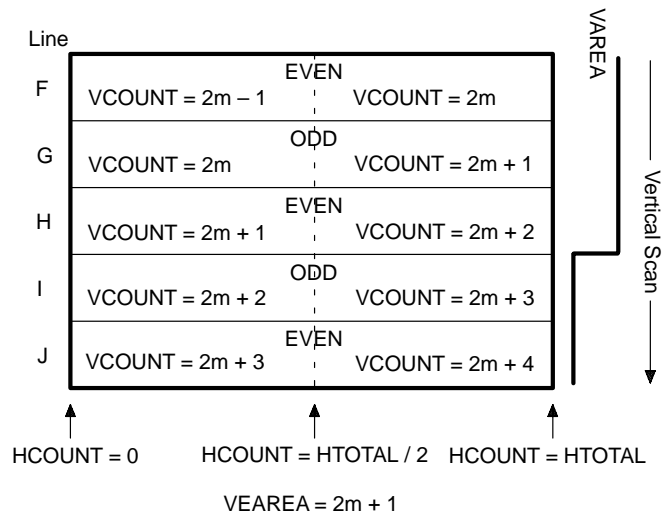 Line
VAREA
EVEN
F
VCOUNT = 2m – 1
VCOUNT = 2m
ODD
G
VCOUNT = 2m
VCOUNT = 2m + 1
EVEN
H
VCOUNT = 2m + 1
VCOUNT = 2m + 2
ODD
I
VCOUNT = 2m + 2
VCOUNT = 2m + 3
EVEN
J
VCOUNT = 2m + 3
VCOUNT = 2m + 4
Vertical Scan
HCOUNT = 0
HCOUNT = HTOTAL / 2
HCOUNT = HTOTAL
VEAREA = 2m + 1